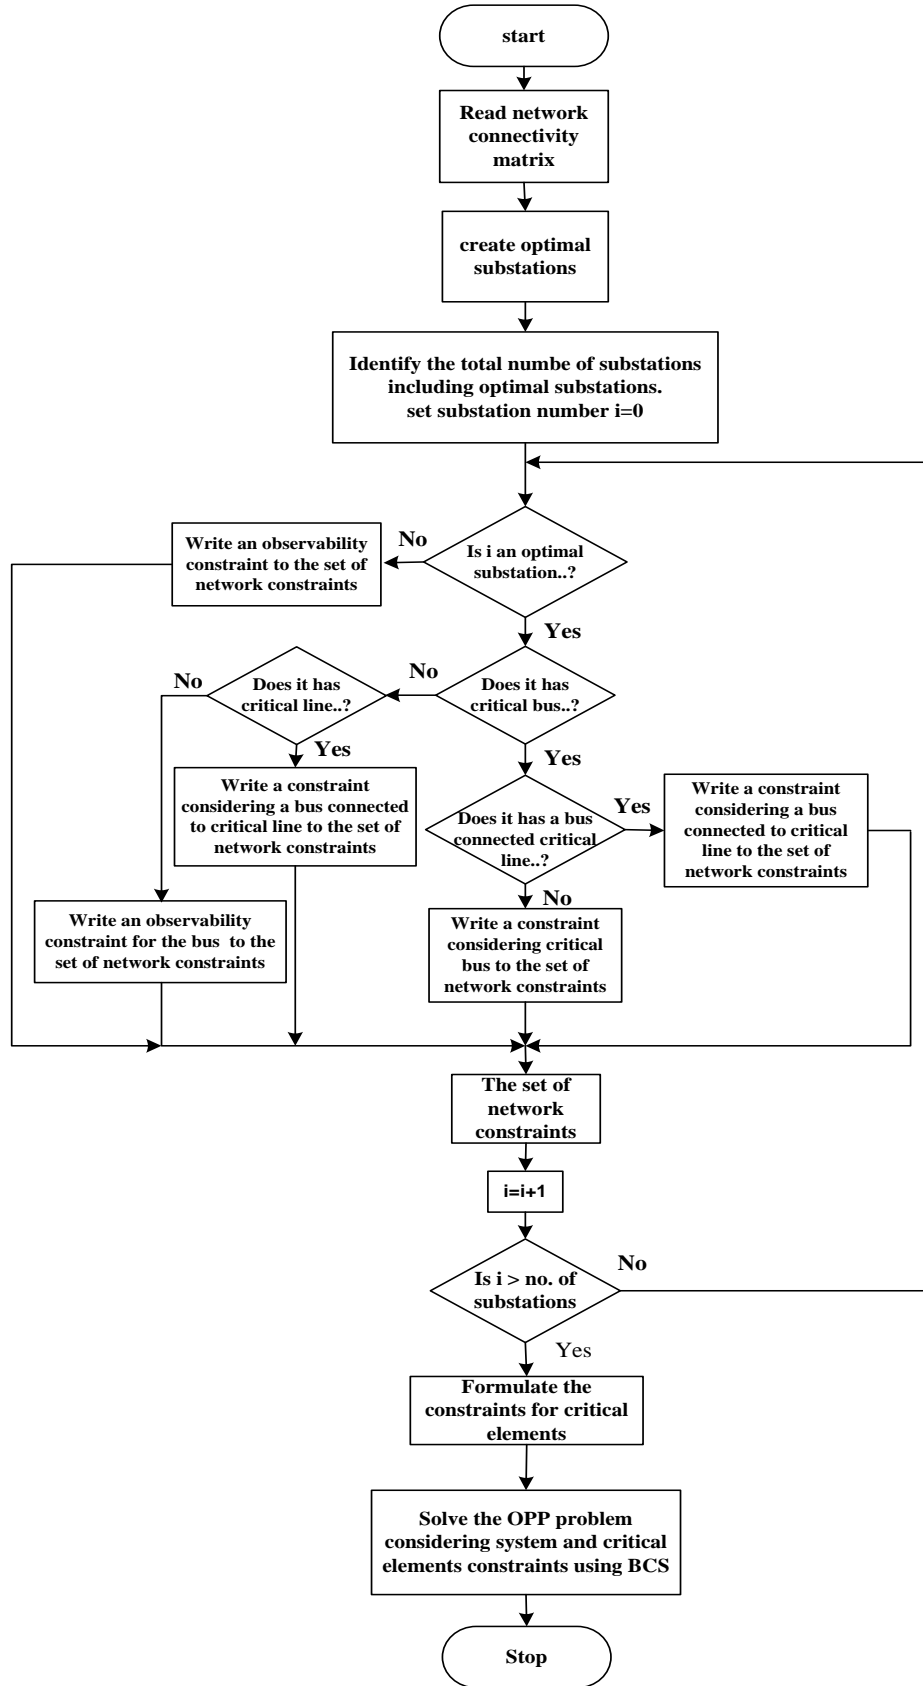 start
Read network
connectivity
matrix
create optimal
substations
Identify the total numbe of substations
including optimal substations.
set substation number i=0
No
Write an observability
constraint to the set of
network constraints
Is i an optimal
substation..?
Yes
No
Does it has
critical line..?
No
Does it has
critical bus..?
Yes
Yes
Write a constraint
considering a bus connected
to critical line to the set of
network constraints
Does it has a bus
connected critical
line..?
Yes
Write a constraint
considering a bus
connected to critical
line to the set of
network constraints
No
Write an observability
constraint for the bus to the
set of network constraints
Write a constraint
considering critical
bus to the set of
network constraints
The set of
network
constraints
i=i+1
Is i > no. of
substations
No
Yes
Formulate the
constraints for critical
elements
Solve the OPP problem
considering system and critical
elements constraints using BCS
Stop